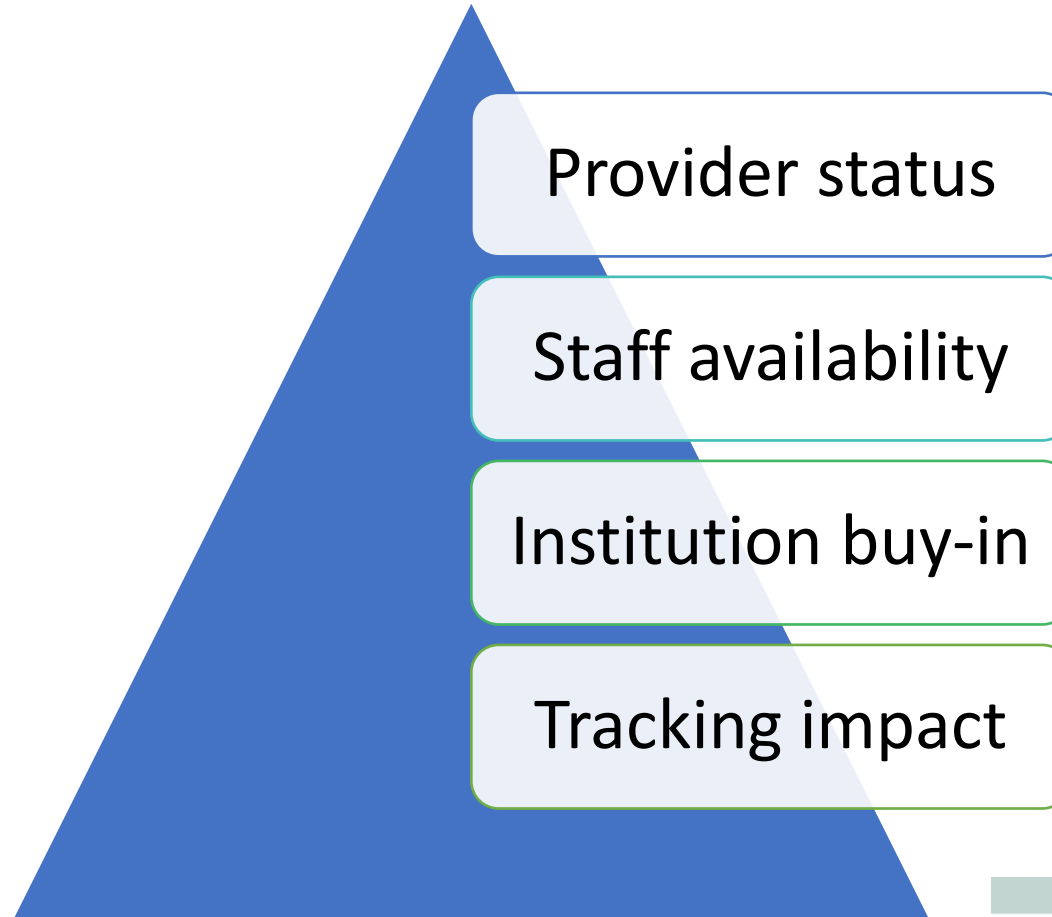 Provider status
Staff availability
Institution buy-in
Tracking impact